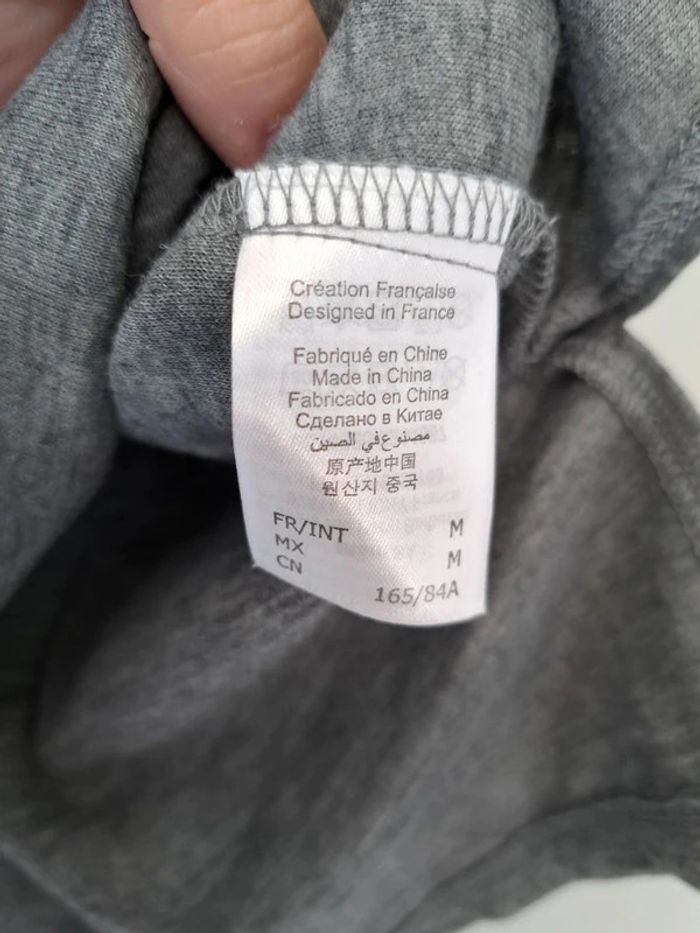 Création Française
Designed in France
Fabriqué en Chine
Made in China
Fabricado en China
Сделано в Китае
مصنوع في الصين
原产地中国
원산지 중국
FR/INT M
MX M
CN 165/84A